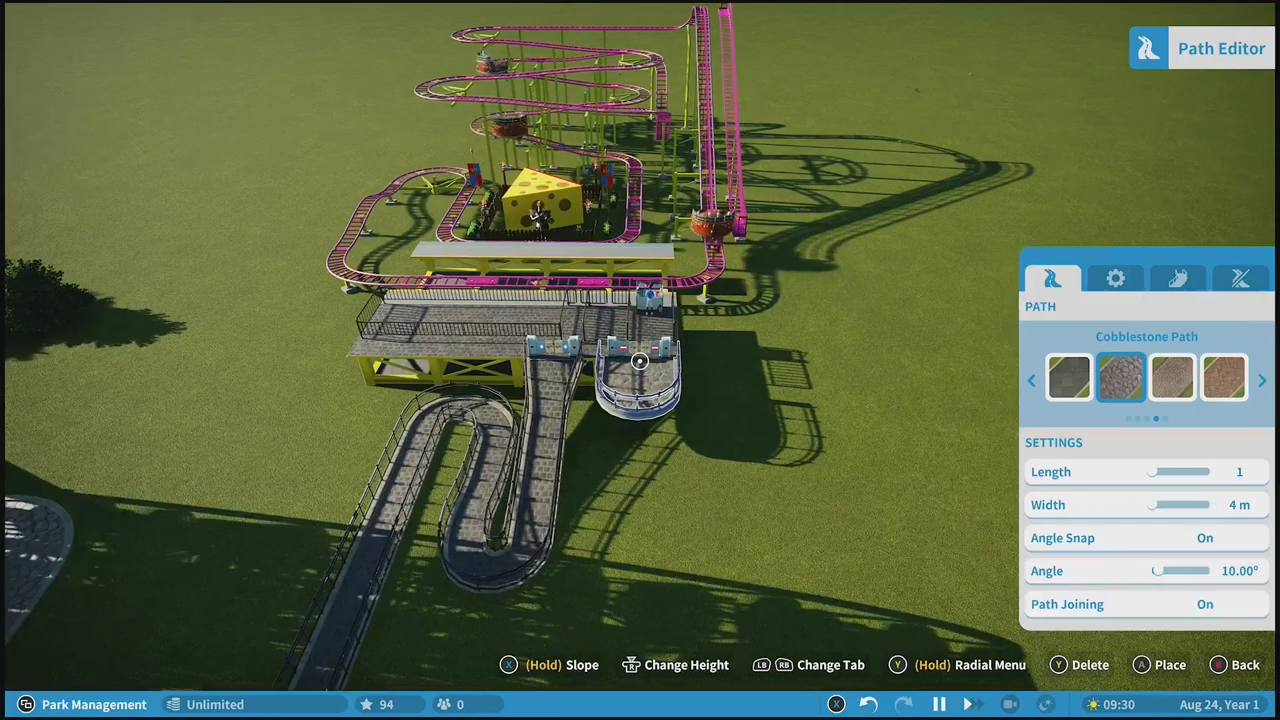 Path Editor
PATH
Cobblestone Path
SETTINGS
Length 1
Width 4 m
Angle Snap On
Angle 10.00°
Path Joining On
X (Hold) Slope R Change Height LB RB Change Tab Y (Hold) Radial Menu Y Delete A Place B Back
Park Management Unlimited 94 0 X 09:30 Aug 24, Year 1